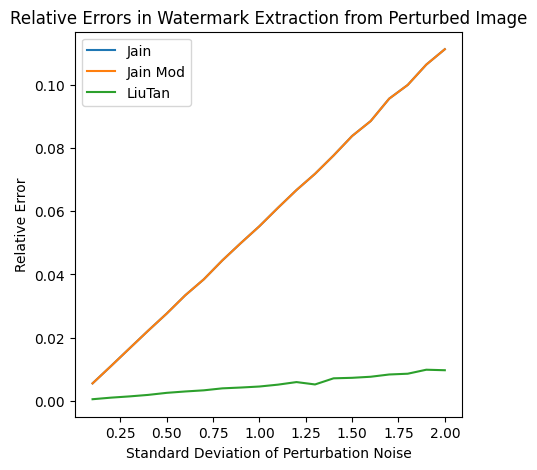 Relative Errors in Watermark Extraction from Perturbed Image
Jain
Jain Mod
LiuTan
Relative Error
0.10
0.08
0.06
0.04
0.02
0.00
0.25
0.50
0.75
1.00
1.25
1.50
1.75
2.00
Standard Deviation of Perturbation Noise